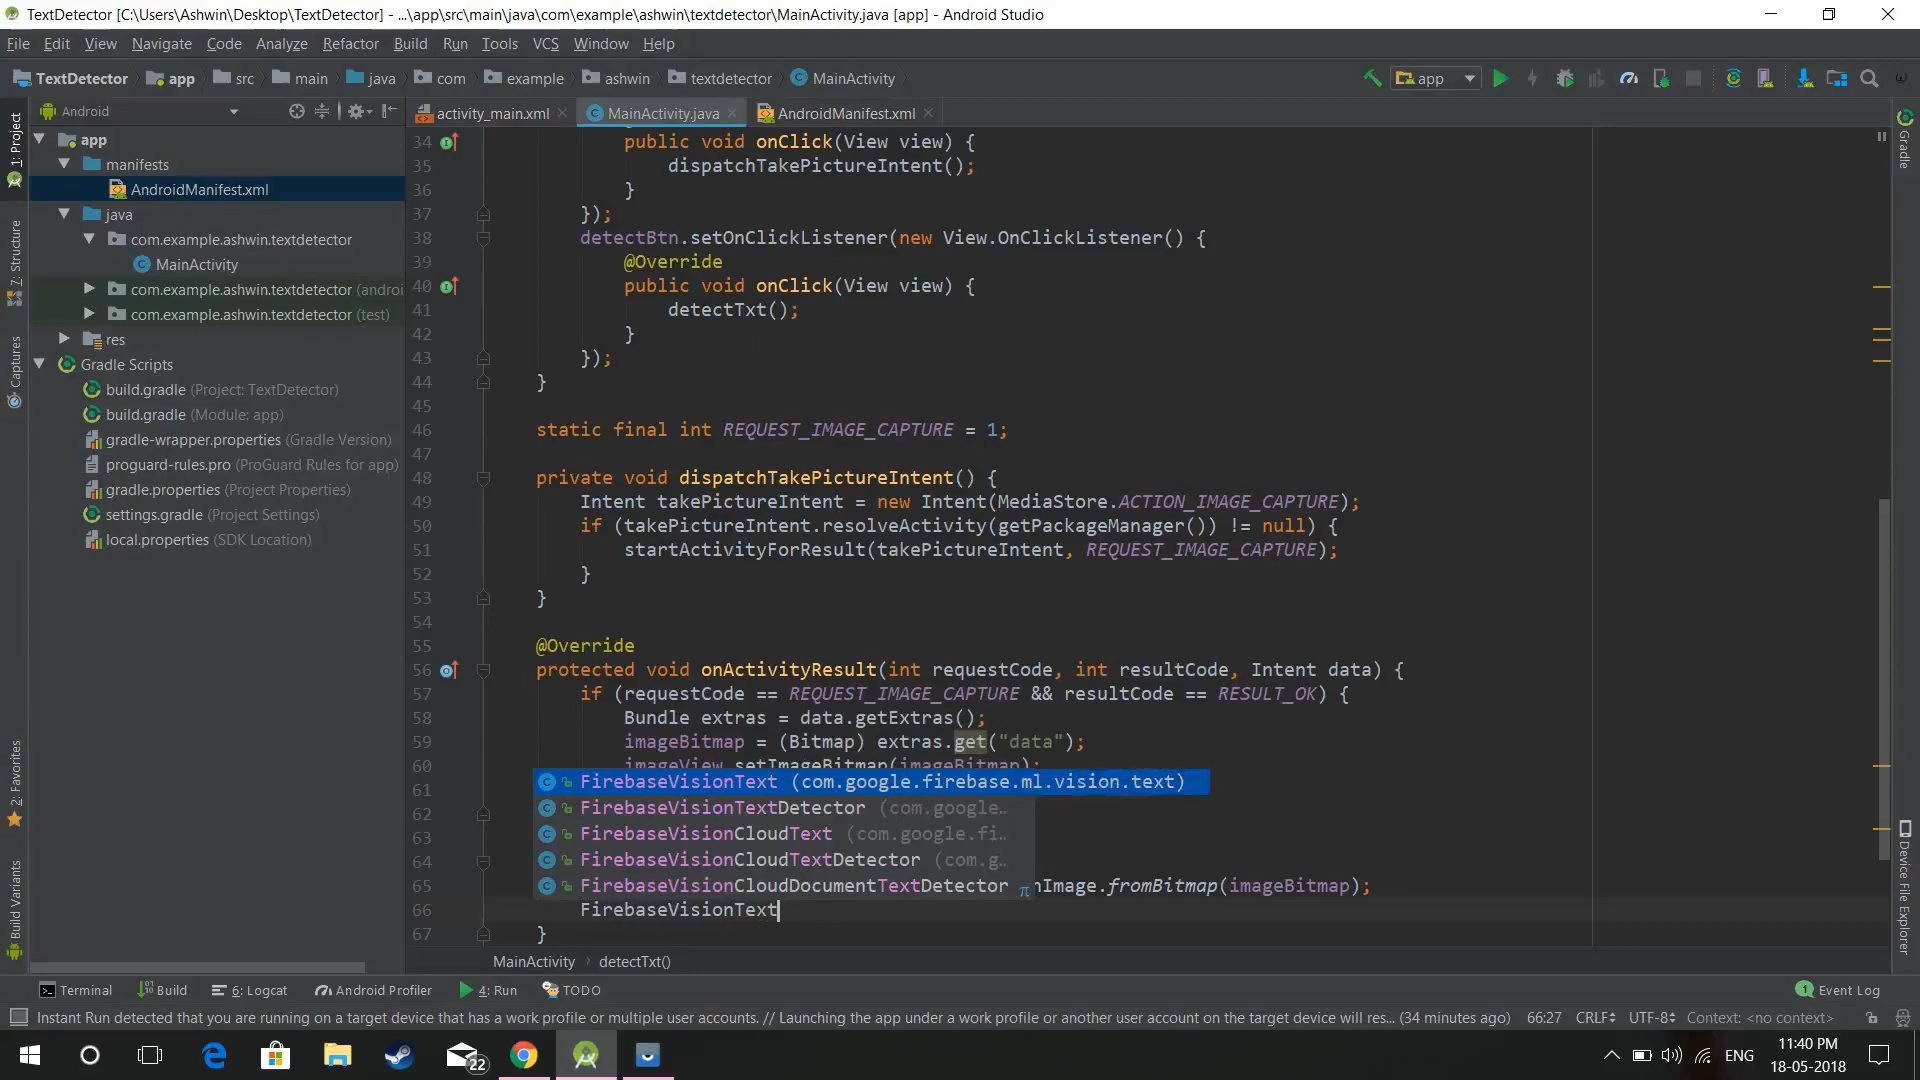 TextDetector [C:\Users\Ashwin\Desktop\TextDetector] - ...\app\src\main\java\com\example\ashwin\textdetector\MainActivity.java [app] - Android Studio
File Edit View Navigate Code Analyze Refactor Build Run Tools VCS Window Help
TextDetector app src main java com example ashwin textdetector MainActivity app
Android
activity_main.xml MainActivity.java AndroidManifest.xml
1: Project
7: Structure
Captures
2: Favorites
Build Variants
app
manifests
AndroidManifest.xml
java
com.example.ashwin.textdetector
MainActivity
com.example.ashwin.textdetector (androi
com.example.ashwin.textdetector (test)
res
Gradle Scripts
build.gradle (Project: TextDetector)
build.gradle (Module: app)
gradle-wrapper.properties (Gradle Version)
proguard-rules.pro (ProGuard Rules for app)
gradle.properties (Project Properties)
settings.gradle (Project Settings)
local.properties (SDK Location)
34 public void onClick(View view) {
35 dispatchTakePictureIntent();
36 }
37 });
38 detectBtn.setOnClickListener(new View.OnClickListener() {
39 @Override
40 public void onClick(View view) {
41 detectTxt();
42 }
43 });
44 }
45
46 static final int REQUEST_IMAGE_CAPTURE = 1;
47
48 private void dispatchTakePictureIntent() {
49 Intent takePictureIntent = new Intent(MediaStore.ACTION_IMAGE_CAPTURE);
50 if (takePictureIntent.resolveActivity(getPackageManager()) != null) {
51 startActivityForResult(takePictureIntent, REQUEST_IMAGE_CAPTURE);
52 }
53 }
54
55 @Override
56 protected void onActivityResult(int requestCode, int resultCode, Intent data) {
57 if (requestCode == REQUEST_IMAGE_CAPTURE && resultCode == RESULT_OK) {
58 Bundle extras = data.getExtras();
59 imageBitmap = (Bitmap) extras.get("data");
60 imageView.setImageBitmap(imageBitmap);
61 FirebaseVisionText (com.google.firebase.ml.vision.text)
62 FirebaseVisionTextDetector (com.google…
63 FirebaseVisionCloudText (com.google.fi…
64 FirebaseVisionCloudTextDetector (com.g…
65 FirebaseVisionCloudDocumentTextDetector π nImage.fromBitmap(imageBitmap);
66 FirebaseVisionText
67 }
MainActivity detectTxt()
Gradle
Device File Explorer
Terminal Build 6: Logcat Android Profiler 4: Run TODO 1 Event Log
Instant Run detected that you are running on a target device that has a work profile or multiple user accounts. // Launching the app under a work profile or another user account on the target device will res... (34 minutes ago) 66:27 CRLF UTF-8 Context: <no context>
22 ENG 11:40 PM
18-05-2018